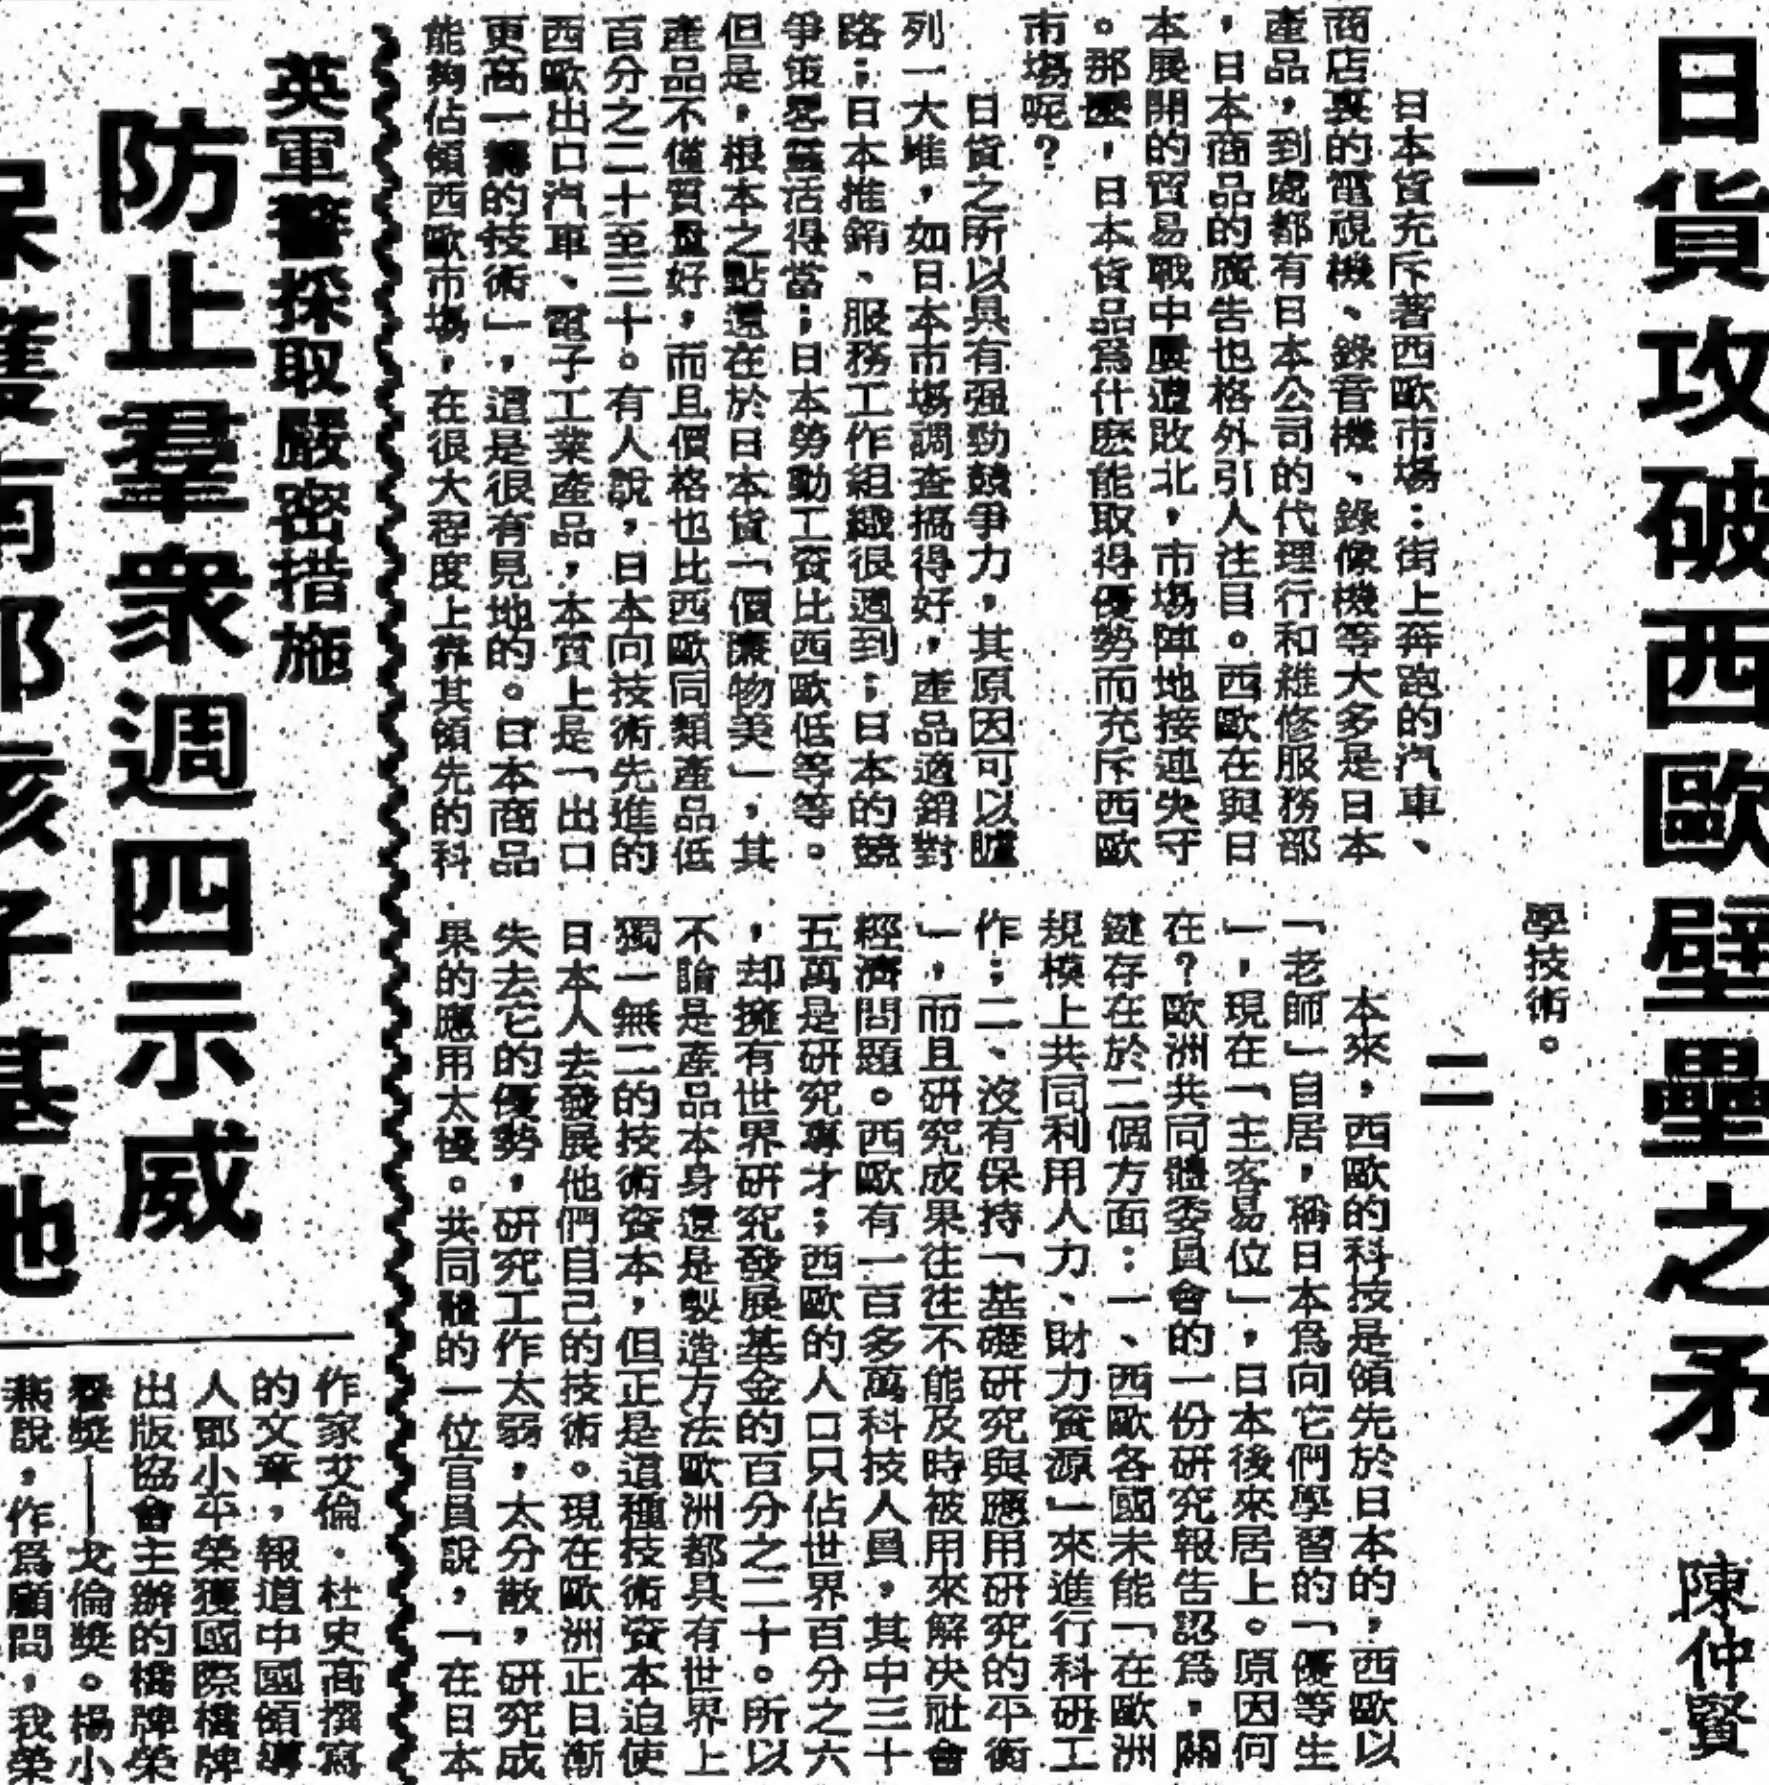 日貨攻破西歐壁壘之矛
陳仲賢
一
日本貨充斥著西歐市場：街上奔跑的汽車、
商店裏的電視機、錄音機、錄像機等大多是日本
產品，到處都有日本公司的代理行和維修服務部
，日本商品的廣告也格外引人注目。西歐在與日
本展開的貿易戰中屢遭敗北，市場陣地接連失守
。那麼，日本貨品爲什麽能取得優勢而充斥西歐
市場呢？
日貨之所以具有强勁競爭力，其原因可以臚
列一大堆，如日本市場調查搞得好，產品適銷對
路；日本推銷、服務工作組織很週到；日本的競
爭策略靈活得當；日本勞動工資比西歐低等等。
但是，根本之點還在於日本貨「價廉物美」，其
產品不僅質量好，而且價格也比西歐同類產品低
百分之二十至三十。有人說，日本向技術先進的
西歐出口汽車、電子工業產品，本質上是「出口
更高一籌的技術」，這是很有見地的。日本商品
能夠佔領西歐市場，在很大程度上靠其領先的科
學技術。
二
本來，西歐的科技是領先於日本的，西歐以
「老師」自居，稱日本爲向它們學習的「優等生
」，現在「主客易位」，日本後來居上。原因何
在？歐洲共同體委員會的一份研究報告認爲，關
鍵存在於二個方面：一、西歐各國未能「在歐洲
規模上共同利用人力、財力資源」來進行科研工
作；二、沒有保持「基礎研究與應用研究的平衡
」，而且研究成果往往不能及時被用來解决社會
經濟問題。西歐有一百多萬科技人員，其中三十
五萬是研究專才；西歐的人口只佔世界百分之六
，却擁有世界研究發展基金的百分之二十。所以
不論是產品本身還是製造方法歐洲都具有世界上
獨一無二的技術資本，但正是這種技術資本迫使
日本人去發展他們自己的技術。現在歐洲正日漸
失去它的優勢，研究工作太弱，太分散，研究成
果的應用太慢。共同體的一位官員說，「在日本
英軍警採取嚴密措施
防止羣衆週四示威
保護南部核子基地
作家艾倫·杜史高撰寫
的文章，報道中國領導
人鄧小平榮獲國際橋牌
出版協會主辦的橋牌榮
譽獎——戈倫獎。楊小
燕說，作爲顧問，我榮